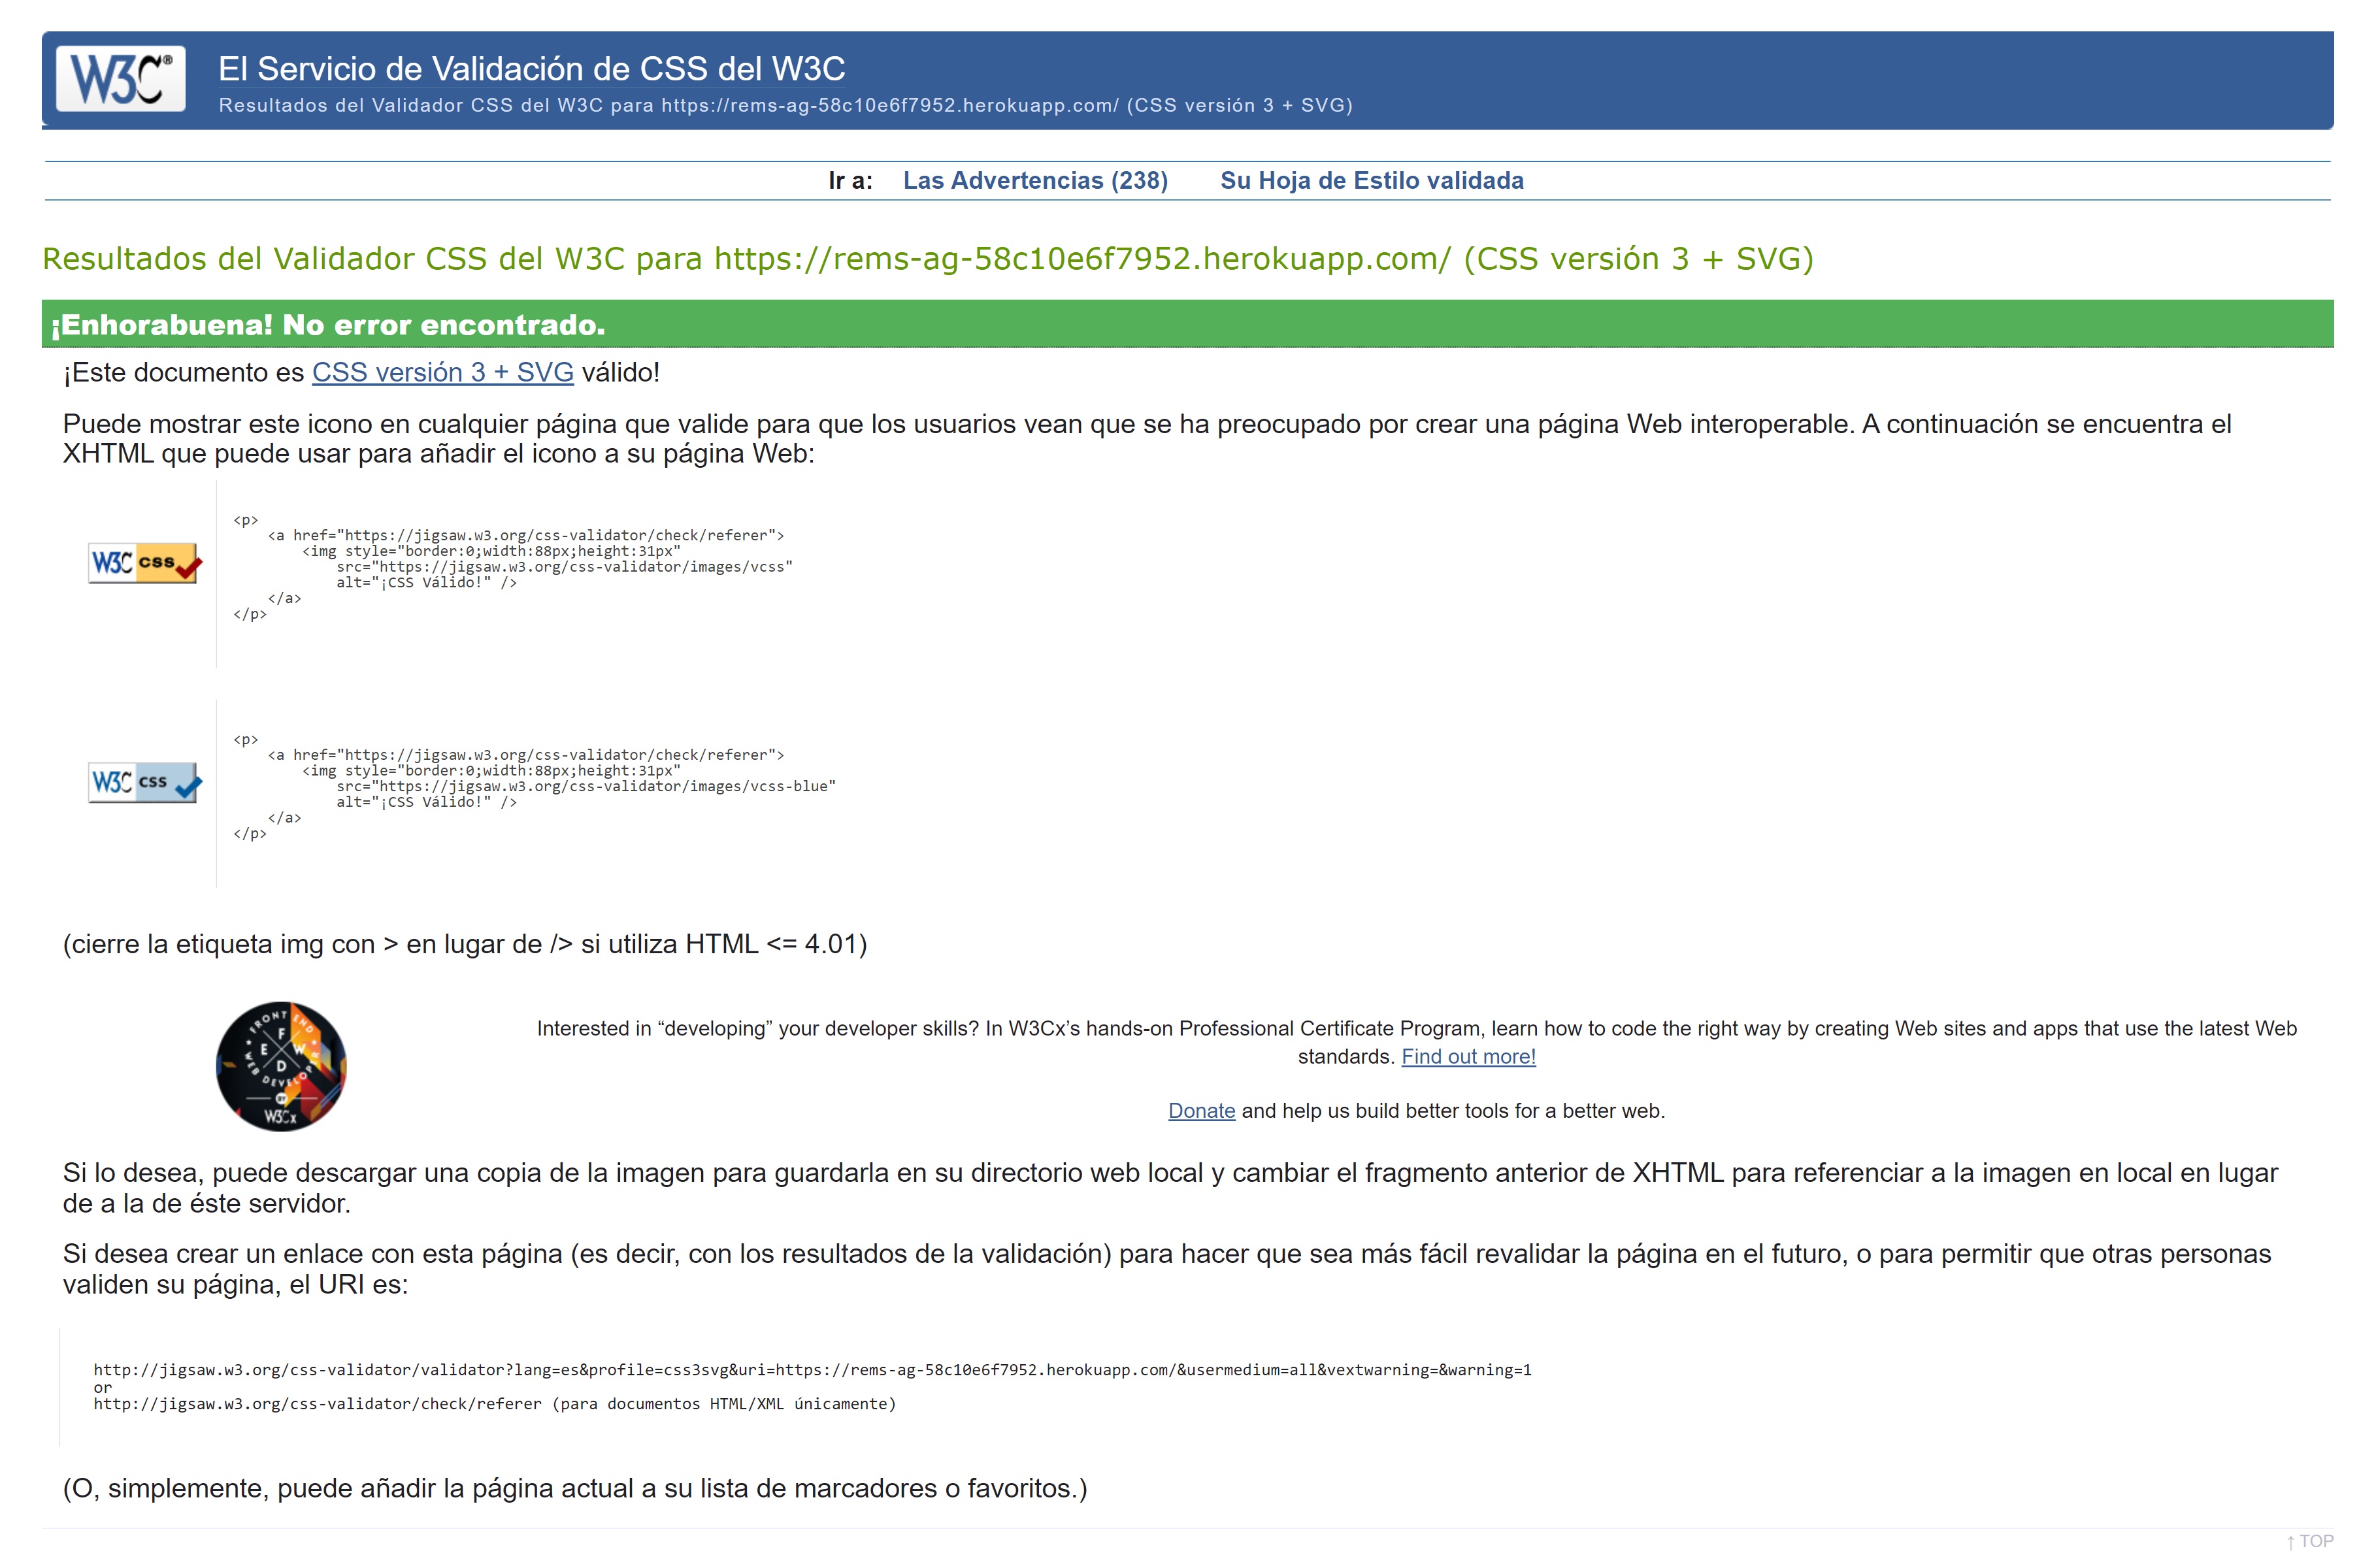 W3C®
El Servicio de Validación de CSS del W3C
Resultados del Validador CSS del W3C para https://rems-ag-58c10e6f7952.herokuapp.com/ (CSS versión 3 + SVG)
Ir a: Las Advertencias (238) Su Hoja de Estilo validada
Resultados del Validador CSS del W3C para https://rems-ag-58c10e6f7952.herokuapp.com/ (CSS versión 3 + SVG)
¡Enhorabuena! No error encontrado.
¡Este documento es CSS versión 3 + SVG válido!
Puede mostrar este icono en cualquier página que valide para que los usuarios vean que se ha preocupado por crear una página Web interoperable. A continuación se encuentra el
XHTML que puede usar para añadir el icono a su página Web:
W3C css
<p>
<a href="https://jigsaw.w3.org/css-validator/check/referer">
<img style="border:0;width:88px;height:31px"
src="https://jigsaw.w3.org/css-validator/images/vcss"
alt="¡CSS Válido!" />
</a>
</p>
W3C css
<p>
<a href="https://jigsaw.w3.org/css-validator/check/referer">
<img style="border:0;width:88px;height:31px"
src="https://jigsaw.w3.org/css-validator/images/vcss-blue"
alt="¡CSS Válido!" />
</a>
</p>
(cierre la etiqueta img con > en lugar de /> si utiliza HTML <= 4.01)
FRONT END
F
E W
D
WEB DEVELOPER
BY
W3Cx
Interested in “developing” your developer skills? In W3Cx’s hands-on Professional Certificate Program, learn how to code the right way by creating Web sites and apps that use the latest Web
standards. Find out more!
Donate and help us build better tools for a better web.
Si lo desea, puede descargar una copia de la imagen para guardarla en su directorio web local y cambiar el fragmento anterior de XHTML para referenciar a la imagen en local en lugar
de a la de éste servidor.
Si desea crear un enlace con esta página (es decir, con los resultados de la validación) para hacer que sea más fácil revalidar la página en el futuro, o para permitir que otras personas
validen su página, el URI es:
http://jigsaw.w3.org/css-validator/validator?lang=es&profile=css3svg&uri=https://rems-ag-58c10e6f7952.herokuapp.com/&usermedium=all&vextwarning=&warning=1
or
http://jigsaw.w3.org/css-validator/check/referer (para documentos HTML/XML únicamente)
(O, simplemente, puede añadir la página actual a su lista de marcadores o favoritos.)
↑ TOP